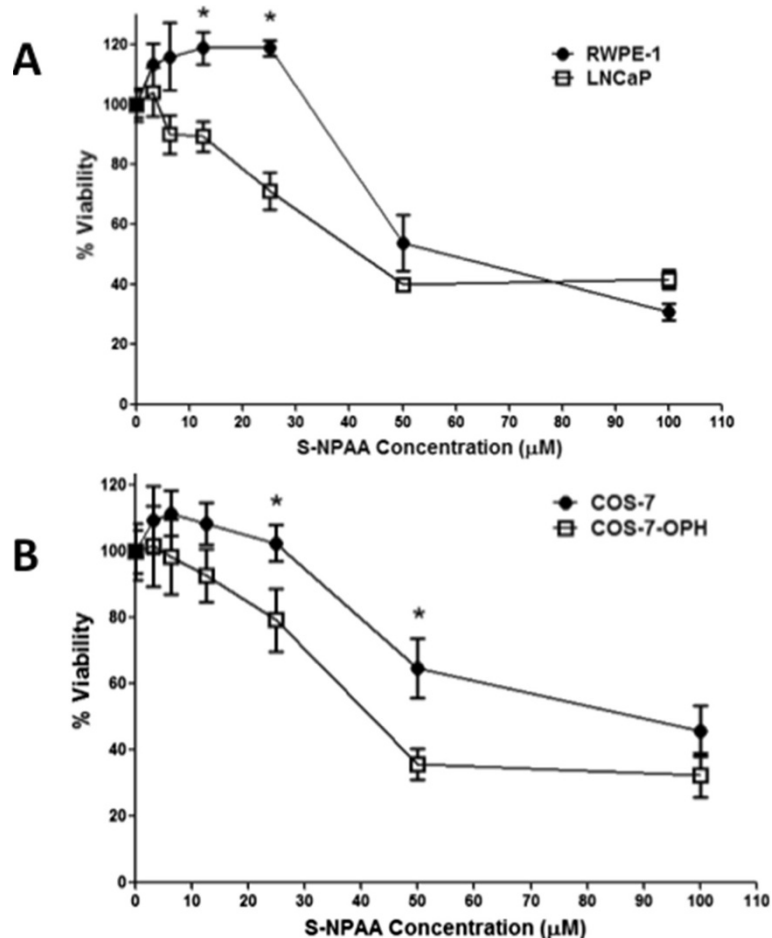 A
* *
RWPE-1
LNCaP
120
100
80
60
40
20
0
% Viability
0 10 20 30 40 50 60 70 80 90 100 110
S-NPAA Concentration (μM)
B
* *
COS-7
COS-7-OPH
120
100
80
60
40
20
0
% Viability
0 10 20 30 40 50 60 70 80 90 100 110
S-NPAA Concentration (μM)